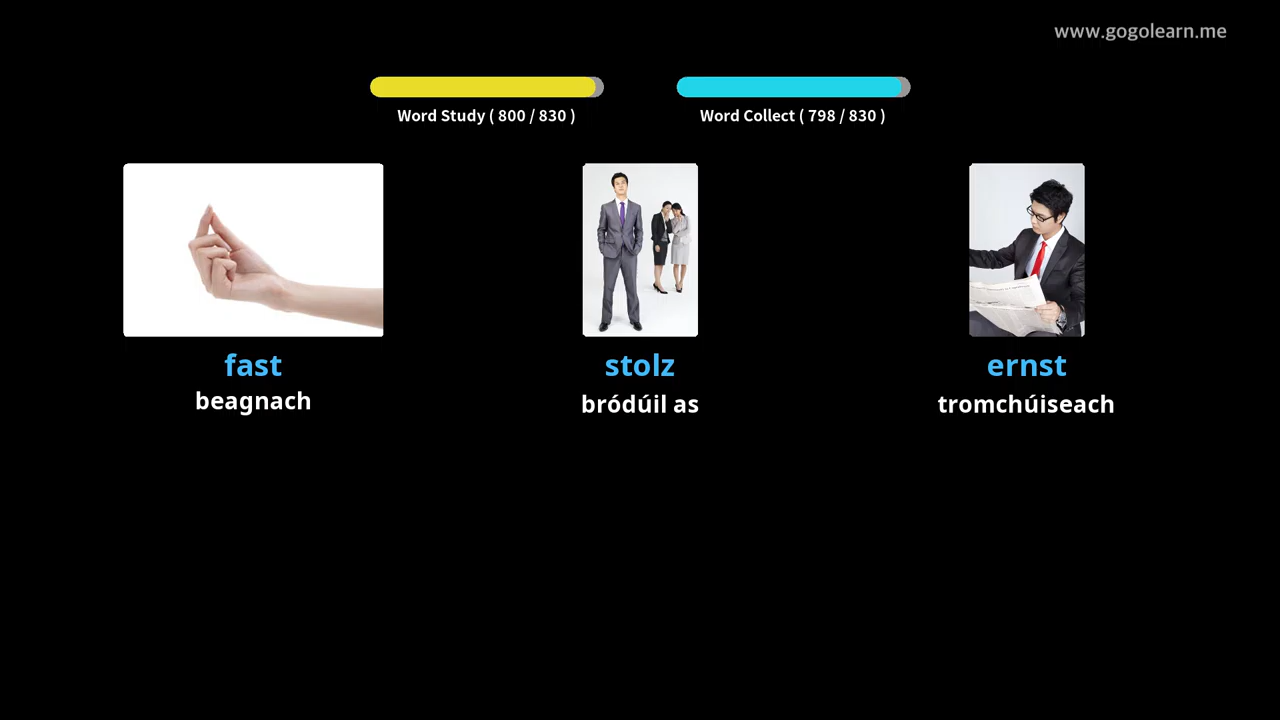 www.gogolearn.me
Word Study ( 800 / 830 )
Word Collect ( 798 / 830 )
fast
beagnach
stolz
bródúil as
ernst
tromchúiseach